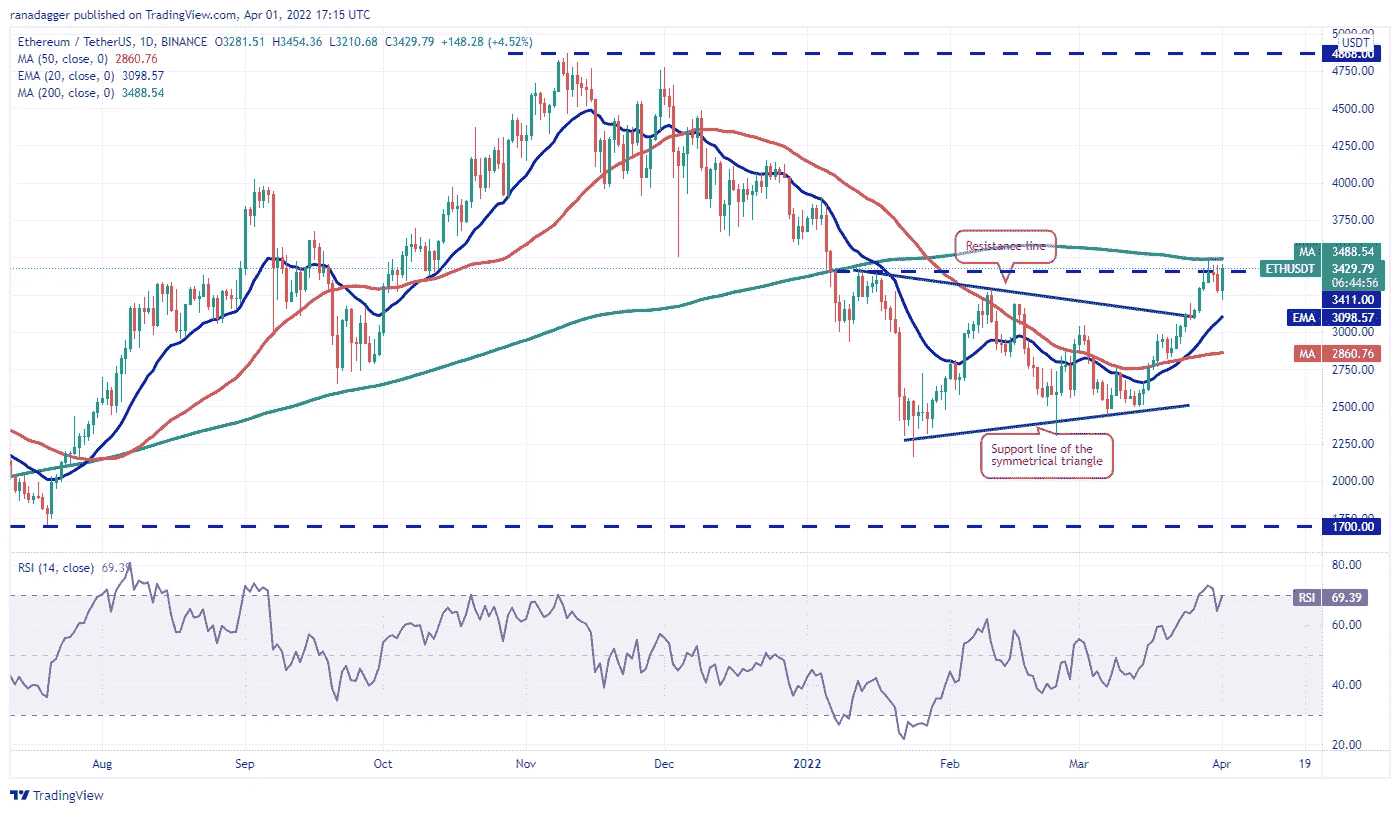 ranadagger published on TradingView.com, Apr 01, 2022 17:15 UTC
Ethereum / TetherUS, 1D, BINANCE O3281.51 H3454.36 L3210.68 C3429.79 +148.28 (+4.52%)
MA (50, close, 0) 2860.76
EMA (20, close, 0) 3098.57
MA (200, close, 0) 3488.54
5000.00
USDT
4868.00
4750.00
4500.00
4250.00
4000.00
3750.00
MA 3488.54
ETHUSDT 3429.79
06:44:56
3411.00
EMA 3098.57
3000.00
MA 2860.76
2750.00
2500.00
2250.00
2000.00
1750.00
1700.00
Resistance line
Support line of the
symmetrical triangle
RSI (14, close) 69.39
80.00
RSI 69.39
60.00
40.00
20.00
Aug Sep Oct Nov Dec 2022 Feb Mar Apr 19
TradingView